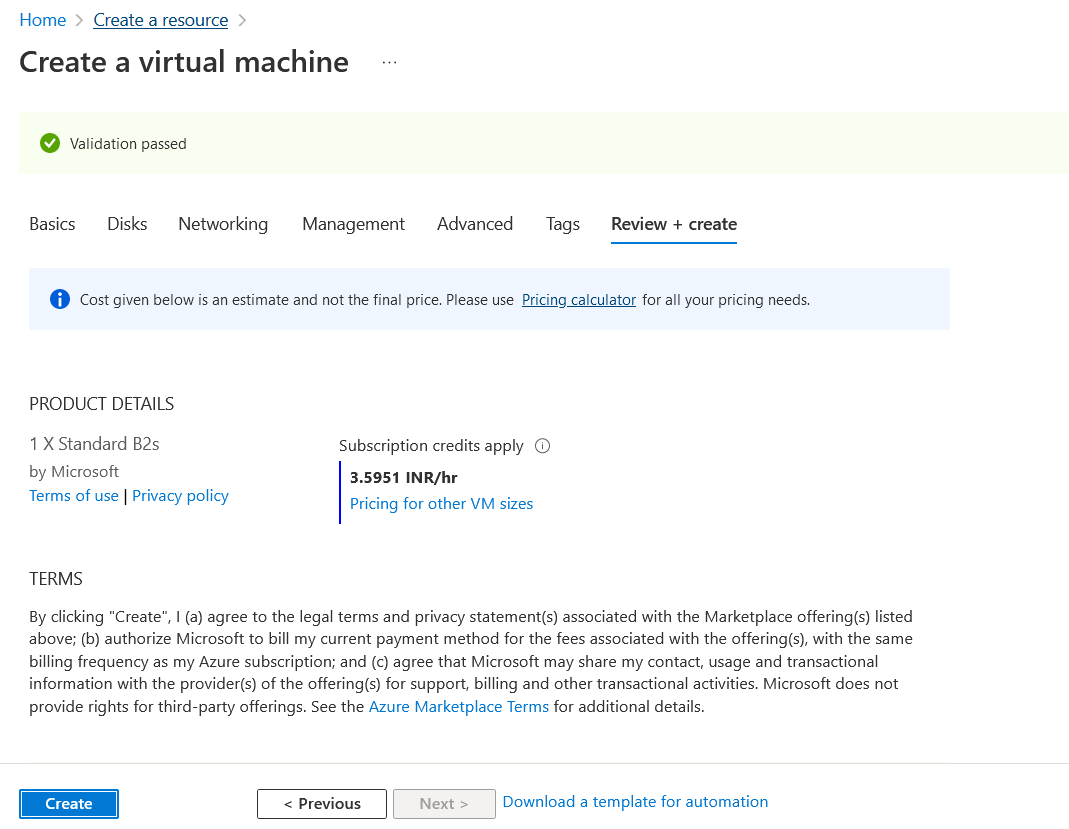 Home > Create a resource >
Create a virtual machine ...
Validation passed
Basics Disks Networking Management Advanced Tags Review + create
Cost given below is an estimate and not the final price. Please use Pricing calculator for all your pricing needs.
PRODUCT DETAILS
1 X Standard B2s
by Microsoft
Terms of use | Privacy policy
Subscription credits apply
3.5951 INR/hr
Pricing for other VM sizes
TERMS
By clicking "Create", I (a) agree to the legal terms and privacy statement(s) associated with the Marketplace offering(s) listed
above; (b) authorize Microsoft to bill my current payment method for the fees associated with the offering(s), with the same
billing frequency as my Azure subscription; and (c) agree that Microsoft may share my contact, usage and transactional
information with the provider(s) of the offering(s) for support, billing and other transactional activities. Microsoft does not
provide rights for third-party offerings. See the Azure Marketplace Terms for additional details.
Create < Previous Next > Download a template for automation